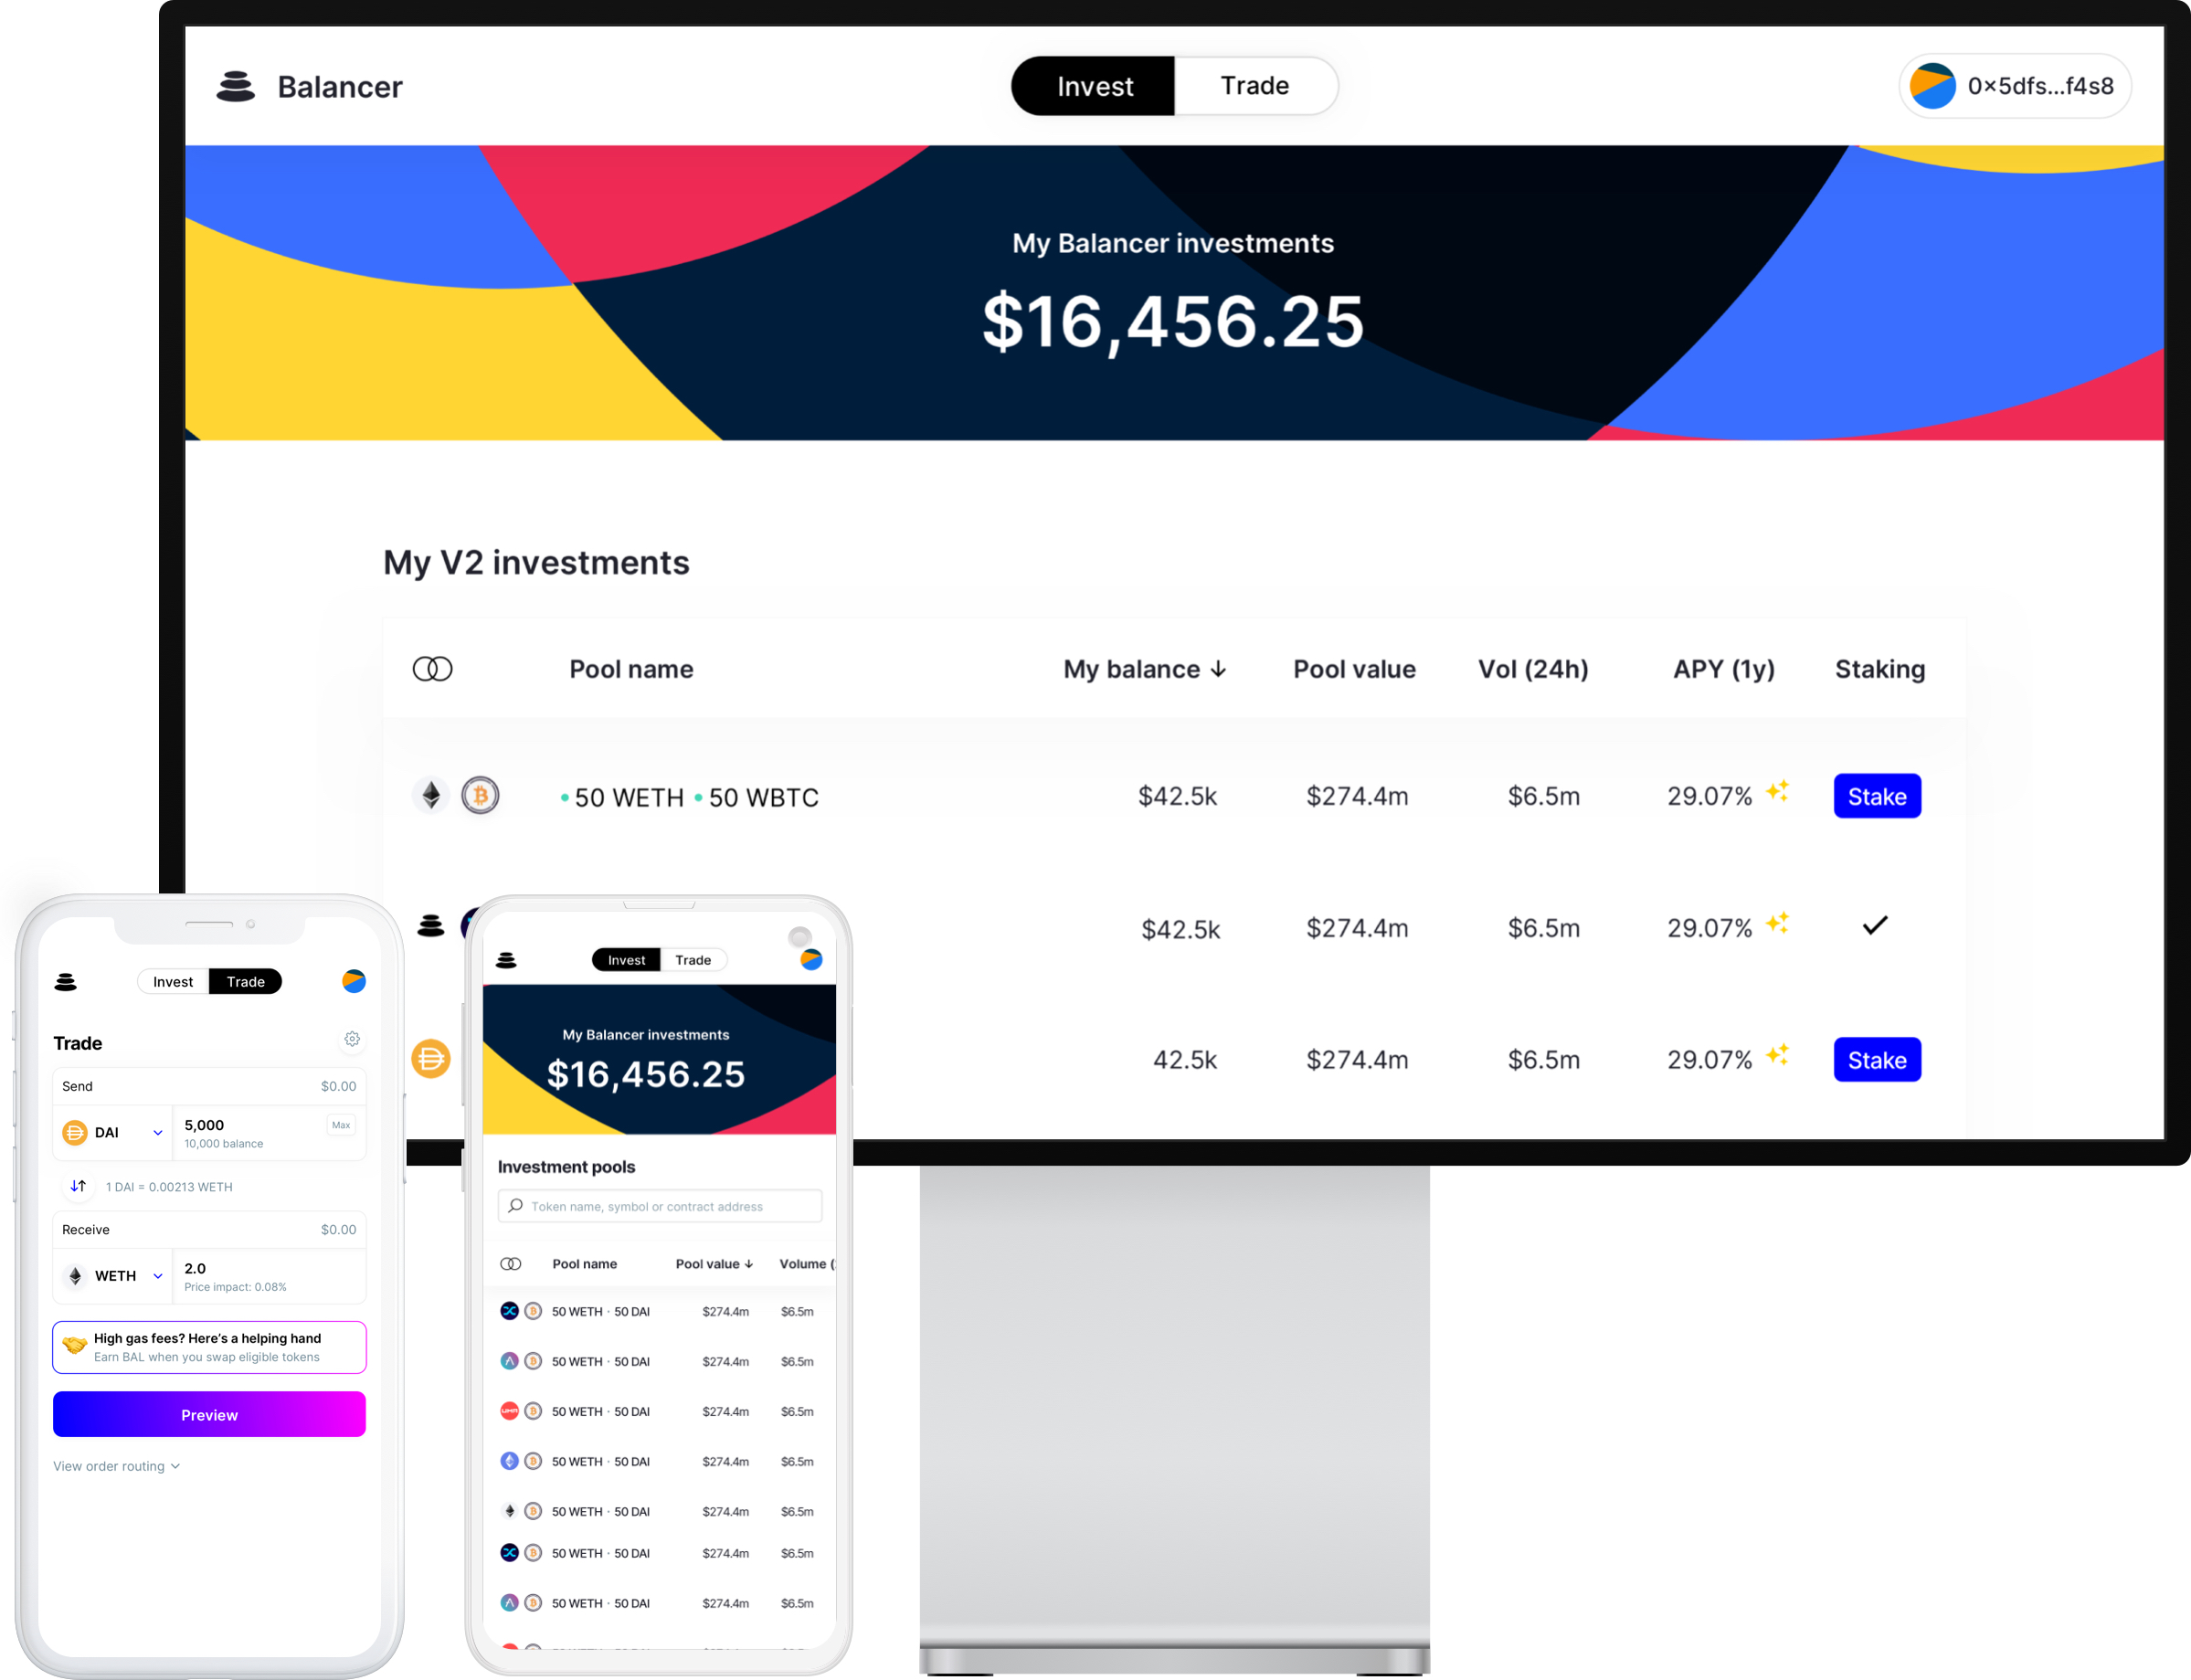 Balancer
Invest Trade
0×5dfs...f4s8
My Balancer investments
$16,456.25
My V2 investments
Pool name My balance ↓ Pool value Vol (24h) APY (1y) Staking
• 50 WETH • 50 WBTC $42.5k $274.4m $6.5m 29.07% Stake
$42.5k $274.4m $6.5m 29.07%
42.5k $274.4m $6.5m 29.07% Stake
Invest Trade
Trade
Send $0.00
DAI 5,000 Max
10,000 balance
1 DAI = 0.00213 WETH
Receive $0.00
WETH 2.0
Price impact: 0.08%
High gas fees? Here’s a helping hand
Earn BAL when you swap eligible tokens
Preview
View order routing
Invest Trade
My Balancer investments
$16,456.25
Investment pools
Token name, symbol or contract address
Pool name Pool value ↓ Volume (
50 WETH · 50 DAI $274.4m $6.5m
50 WETH · 50 DAI $274.4m $6.5m
UMA 50 WETH · 50 DAI $274.4m $6.5m
50 WETH · 50 DAI $274.4m $6.5m
50 WETH · 50 DAI $274.4m $6.5m
50 WETH · 50 DAI $274.4m $6.5m
50 WETH · 50 DAI $274.4m $6.5m